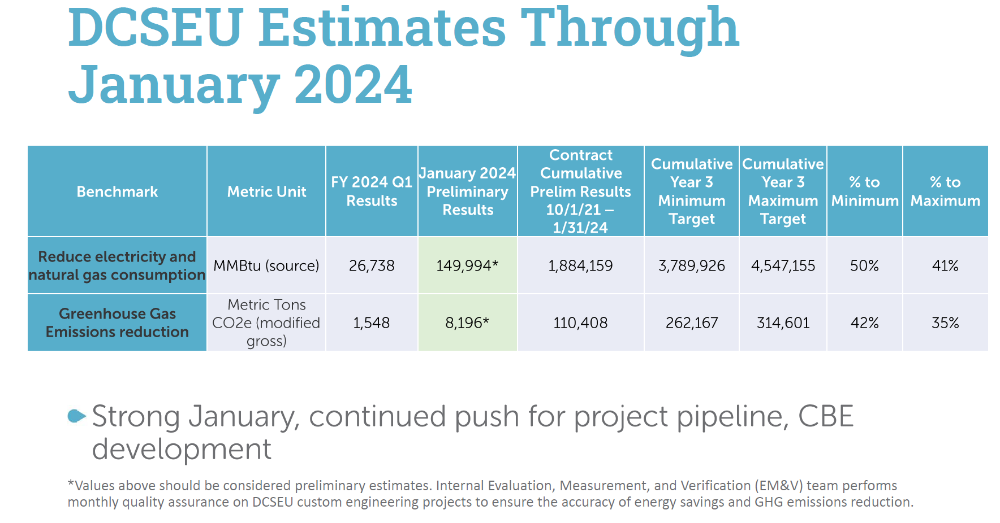 DCSEU Estimates Through
January 2024
Benchmark
Metric Unit
FY 2024 Q1
Results
January 2024
Preliminary
Results
Contract
Cumulative
Prelim Results
10/1/21 –
1/31/24
Cumulative
Year 3
Minimum
Target
Cumulative
Year 3
Maximum
Target
% to
Minimum
% to
Maximum
Reduce electricity and
natural gas consumption
MMBtu (source)
26,738
149,994*
1,884,159
3,789,926
4,547,155
50%
41%
Greenhouse Gas
Emissions reduction
Metric Tons
CO2e (modified
gross)
1,548
8,196*
110,408
262,167
314,601
42%
35%
Strong January, continued push for project pipeline, CBE
development
*Values above should be considered preliminary estimates. Internal Evaluation, Measurement, and Verification (EM&V) team performs
monthly quality assurance on DCSEU custom engineering projects to ensure the accuracy of energy savings and GHG emissions reduction.